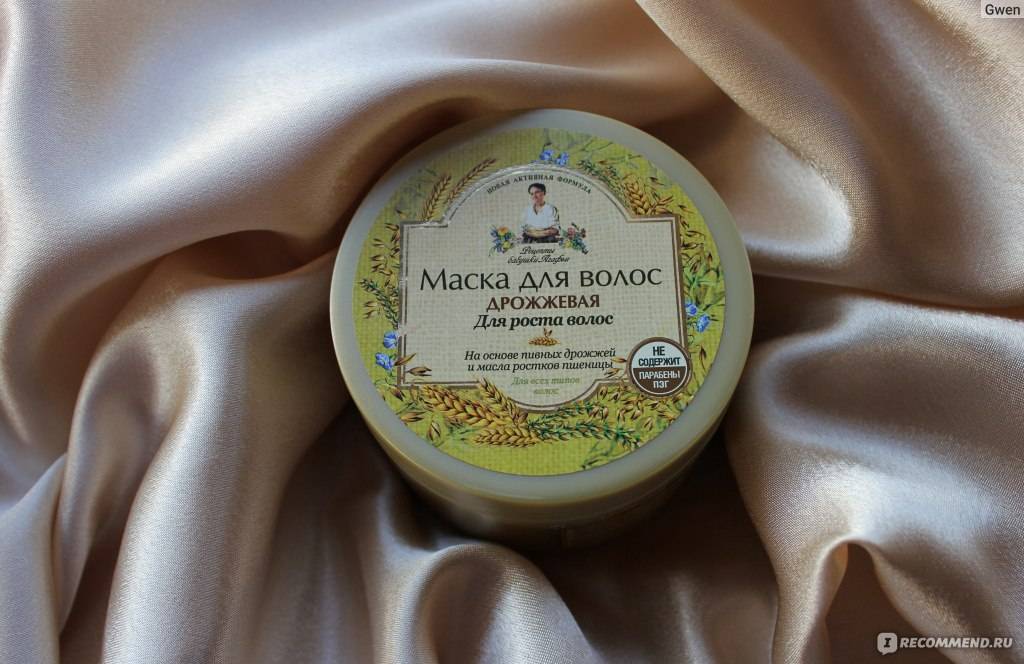 Gwen
НОВАЯ АКТИВНАЯ ФОРМУЛА
Рецепты
бабушки Агафьи
МАСКА ДЛЯ ВОЛОС
ДРОЖЖЕВАЯ
Для роста волос
На основе пивных дрожжей
и масла ростков пшеницы
Для всех типов
волос
НЕ
СОДЕРЖИТ
ПАРАБЕНЫ
ПЭГ
IRECOMMEND.RU